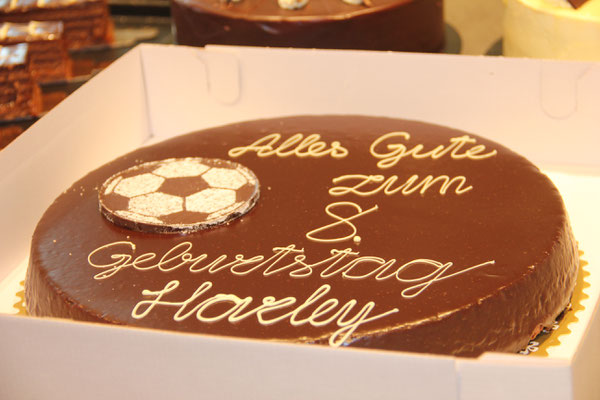 Alles Gute
zum
8.
Geburtstag
Harley